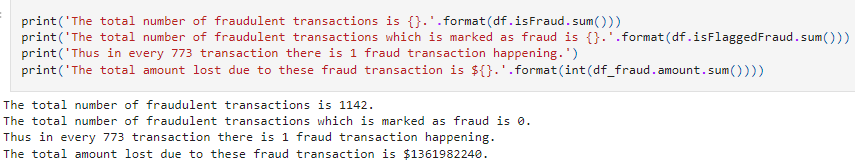 print('The total number of fraudulent transactions is {}.'.format(df.isFraud.sum()))
print('The total number of fraudulent transactions which is marked as fraud is {}.'.format(df.isFlaggedFraud.sum()))
print('Thus in every 773 transaction there is 1 fraud transaction happening.')
print('The total amount lost due to these fraud transaction is ${}.'.format(int(df_fraud.amount.sum())))
The total number of fraudulent transactions is 1142.
The total number of fraudulent transactions which is marked as fraud is 0.
Thus in every 773 transaction there is 1 fraud transaction happening.
The total amount lost due to these fraud transaction is $1361982240.